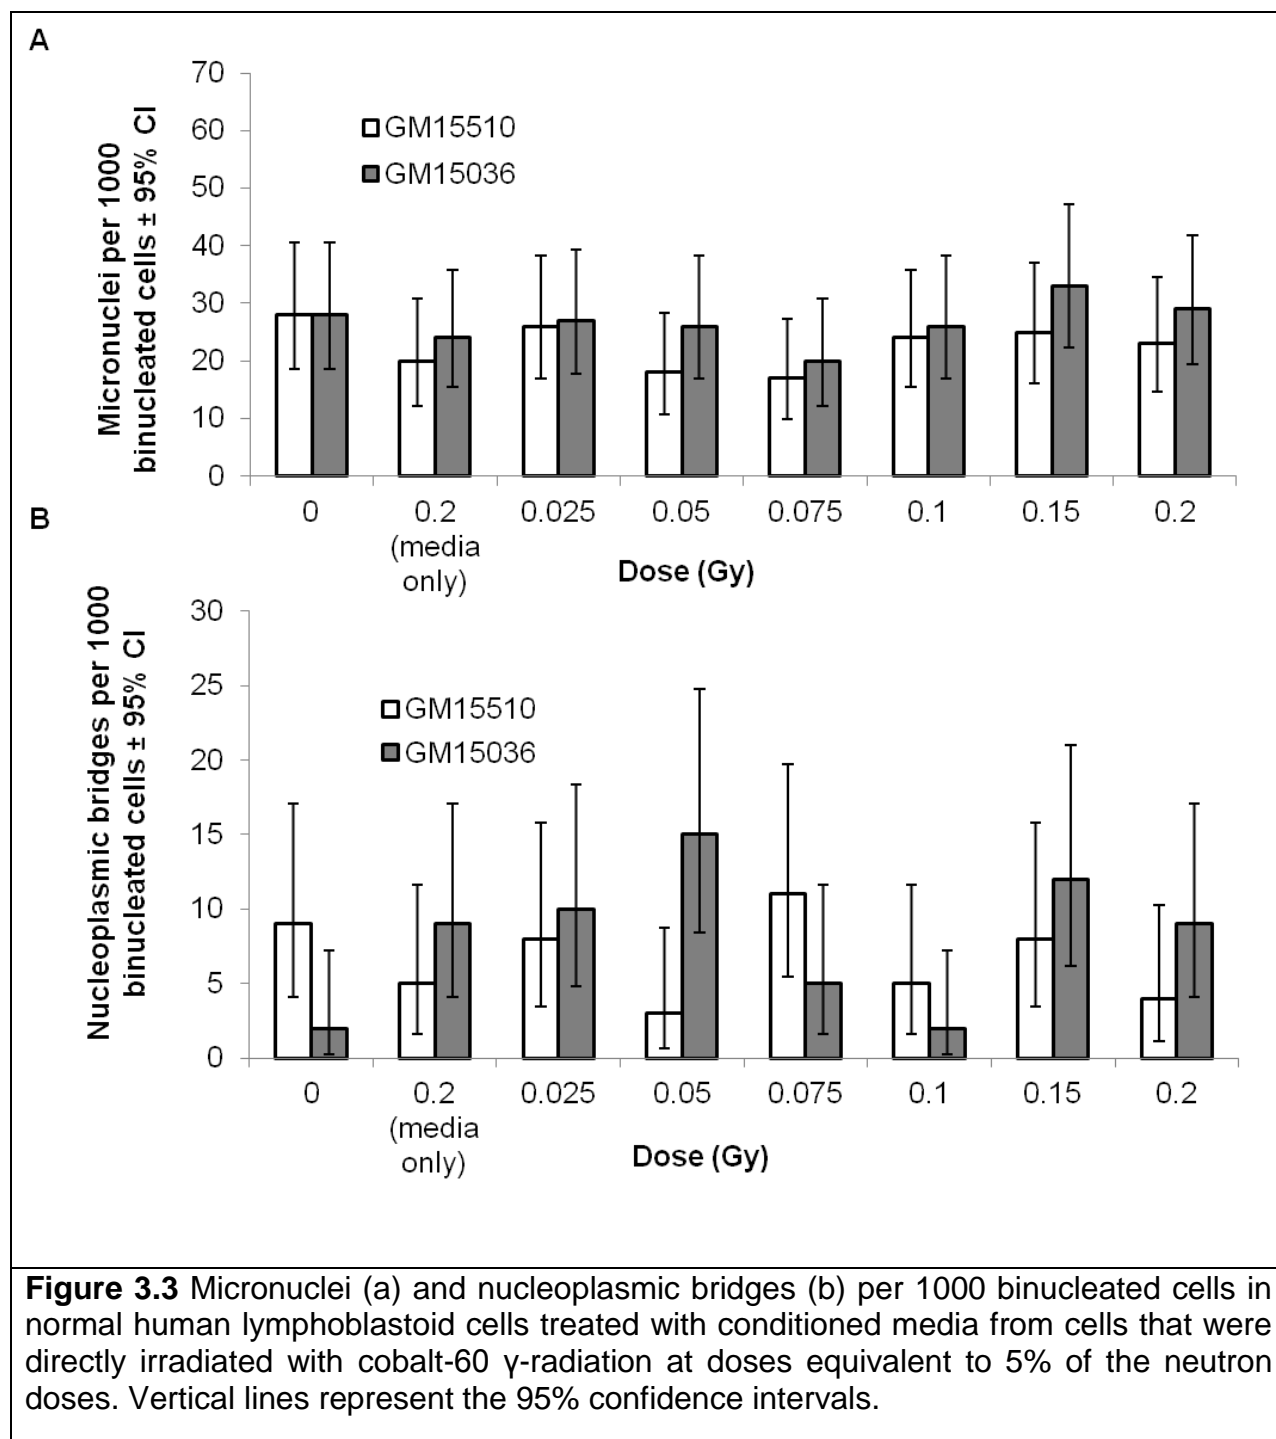 A
Micronuclei per 1000
binucleated cells ± 95% CI
70
60
50
40
30
20
10
0
GM15510
GM15036
0
0.2
(media
only)
0.025
0.05
0.075
0.1
0.15
0.2
Dose (Gy)
B
Nucleoplasmic bridges per 1000
binucleated cells ± 95% CI
30
25
20
15
10
5
0
GM15510
GM15036
0
0.2
(media
only)
0.025
0.05
0.075
0.1
0.15
0.2
Dose (Gy)
Figure 3.3 Micronuclei (a) and nucleoplasmic bridges (b) per 1000 binucleated cells in
normal human lymphoblastoid cells treated with conditioned media from cells that were
directly irradiated with cobalt-60 γ-radiation at doses equivalent to 5% of the neutron
doses. Vertical lines represent the 95% confidence intervals.